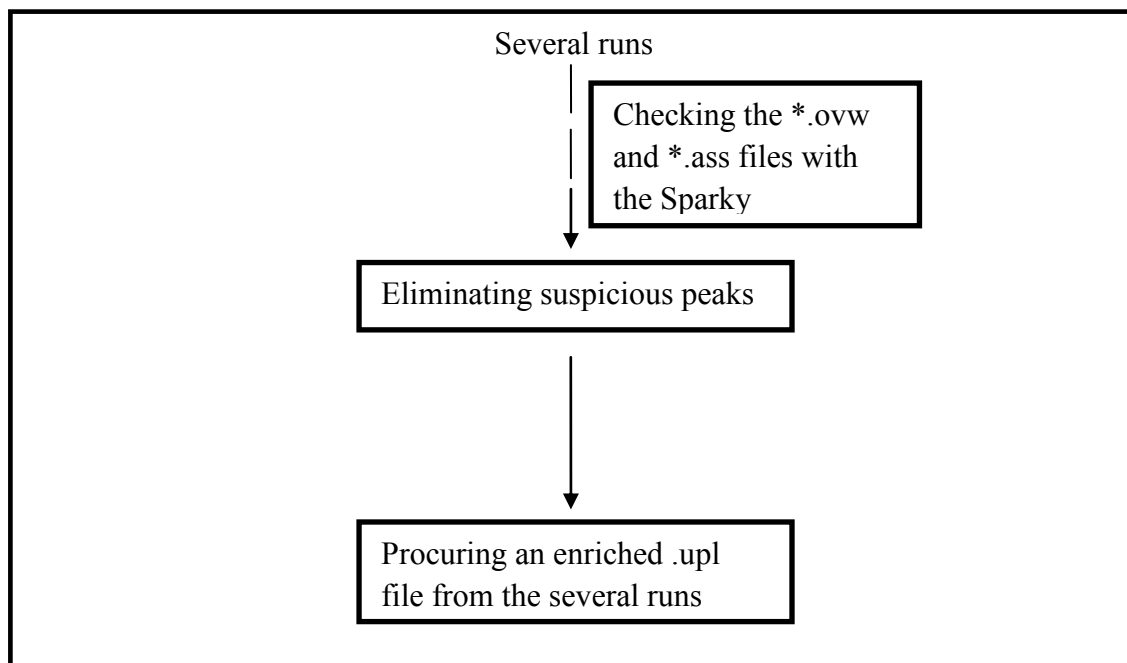 Several runs
Checking the *.ovw
and *.ass files with
the Sparky
Eliminating suspicious peaks
Procuring an enriched .upl
file from the several runs